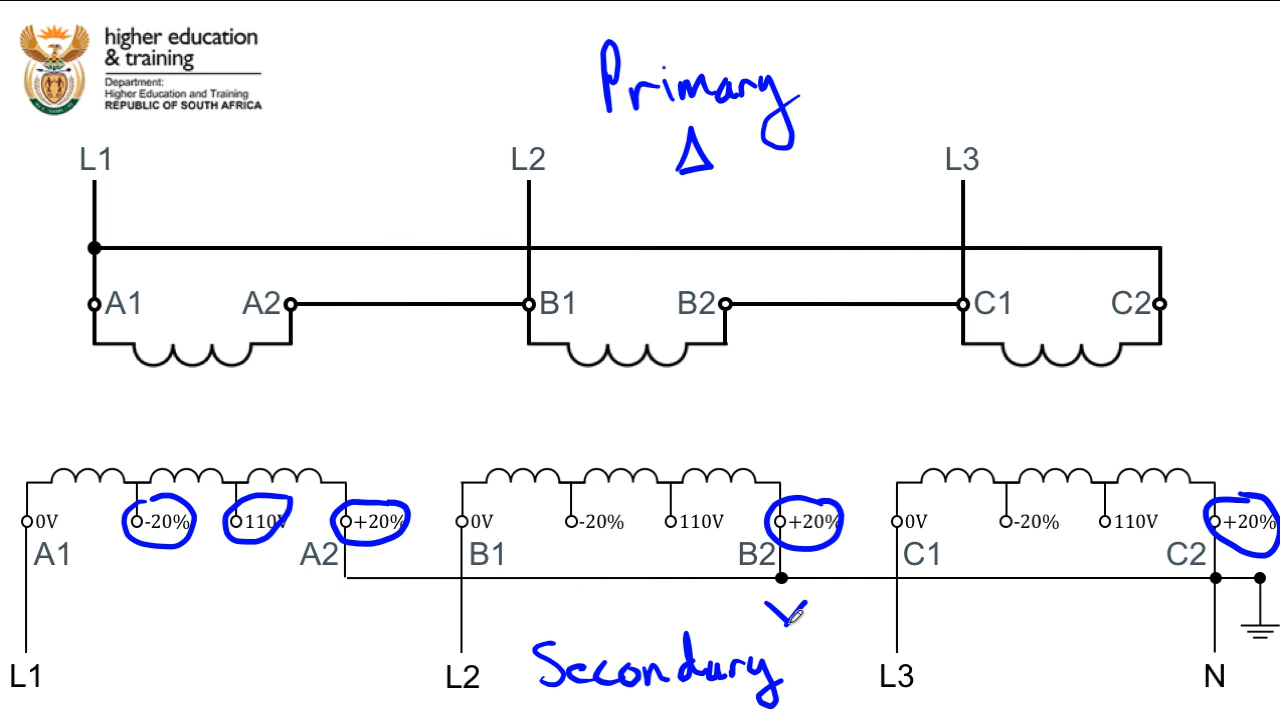 higher education
& training
Department:
Higher Education and Training
REPUBLIC OF SOUTH AFRICA
Primary
Δ
L1 L2 L3
A1 A2 B1 B2 C1 C2
0V -20% 110V +20% 0V -20% 110V +20% 0V -20% 110V +20%
A1 A2 B1 B2 C1 C2
Secondary
L1 L2 L3 N